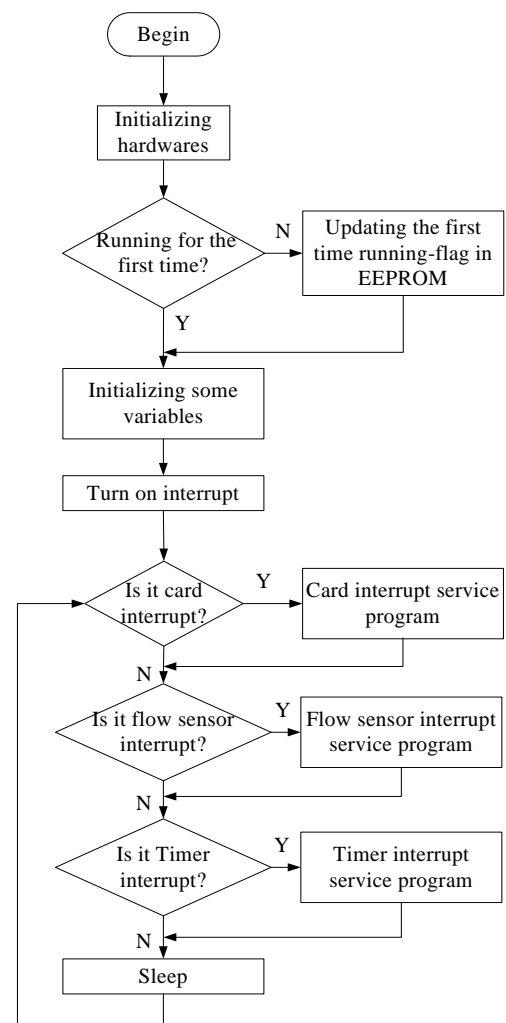 Begin
Initializing
hardwares
Running for the
first time?
N
Updating the first
time running-flag in
EEPROM
Y
Initializing some
variables
Turn on interrupt
Is it card
interrupt?
Y
Card interrupt service
program
N
Is it flow sensor
interrupt?
Y
Flow sensor interrupt
service program
N
Is it Timer
interrupt?
Y
Timer interrupt
service program
N
Sleep